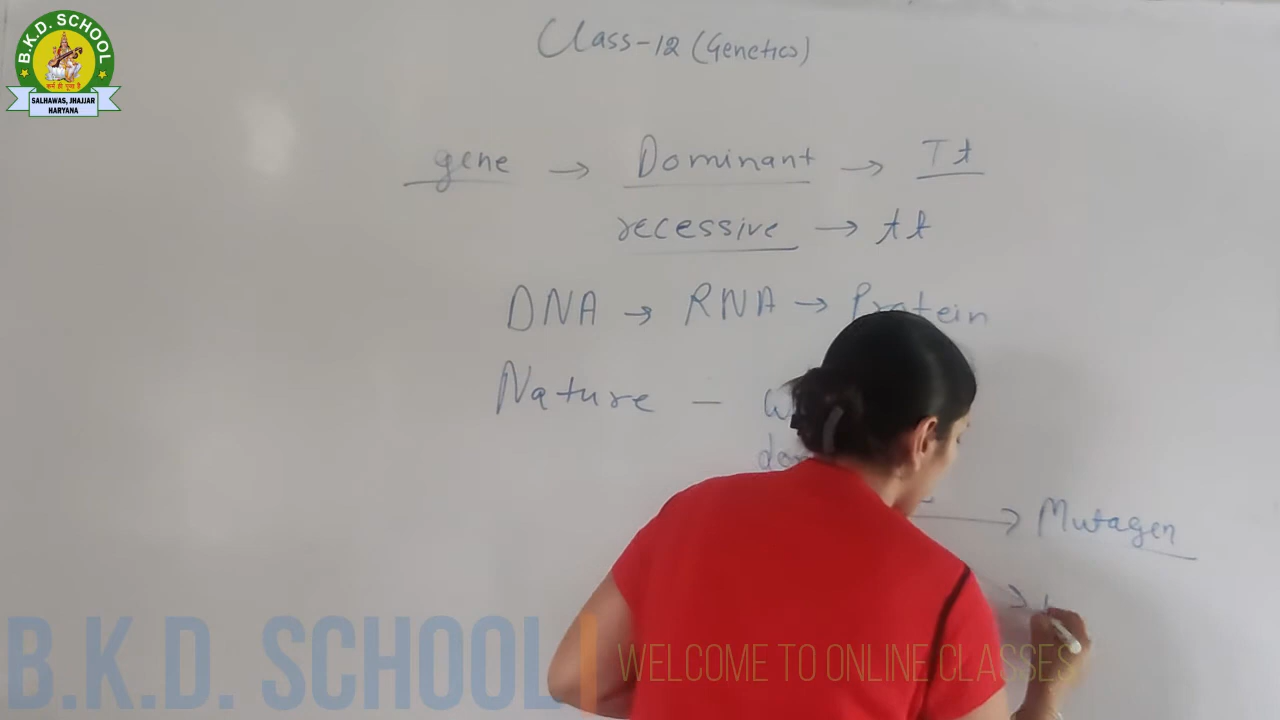 B.K.D. SCHOOL
SALHAWAS, JHAJJAR
HARYANA
Class-12 (Genetics)
gene → Dominant → Tt
recessive → tt
DNA → RNA → Protein
Nature –
→ Mutagen
→
B.K.D. SCHOOL
WELCOME TO ONLINE CLASSES